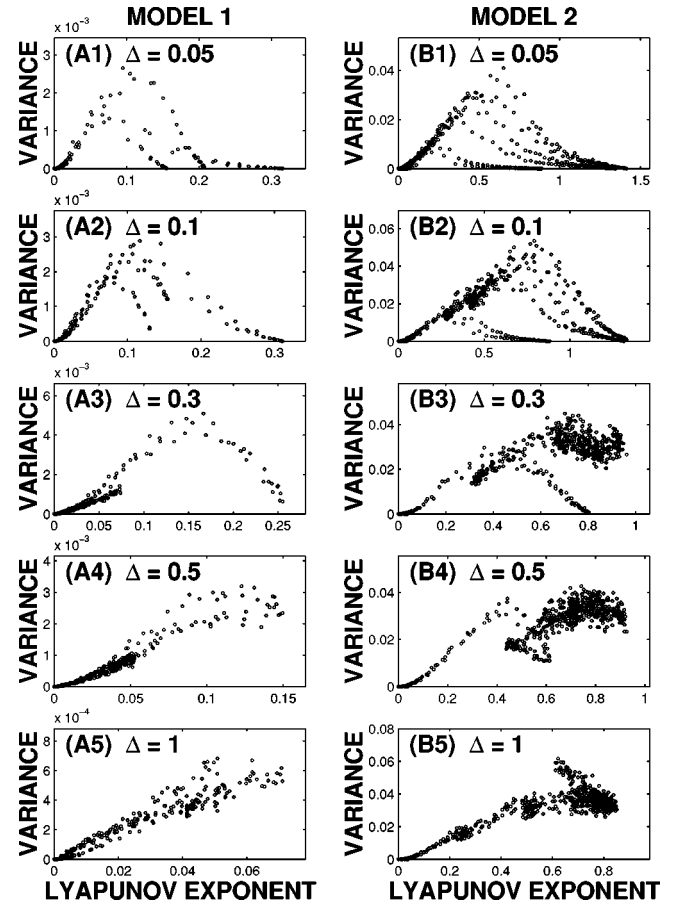 MODEL 1 MODEL 2
x 10⁻³
VARIANCE
(A1) Δ = 0.05
3
2
1
0
0 0.1 0.2 0.3
VARIANCE
(B1) Δ = 0.05
0.04
0.02
0
0 0.5 1 1.5
x 10⁻³
VARIANCE
(A2) Δ = 0.1
3
2
1
0
0 0.1 0.2 0.3
VARIANCE
(B2) Δ = 0.1
0.06
0.04
0.02
0
0 0.5 1
x 10⁻³
VARIANCE
(A3) Δ = 0.3
6
4
2
0
0 0.05 0.1 0.15 0.2 0.25
VARIANCE
(B3) Δ = 0.3
0.04
0.02
0
0 0.2 0.4 0.6 0.8 1
x 10⁻³
VARIANCE
(A4) Δ = 0.5
4
3
2
1
0
0 0.05 0.1 0.15
VARIANCE
(B4) Δ = 0.5
0.04
0.02
0
0 0.2 0.4 0.6 0.8 1
x 10⁻⁴
VARIANCE
(A5) Δ = 1
8
6
4
2
0
0 0.02 0.04 0.06
LYAPUNOV EXPONENT
VARIANCE
(B5) Δ = 1
0.08
0.06
0.04
0.02
0
0 0.2 0.4 0.6 0.8
LYAPUNOV EXPONENT